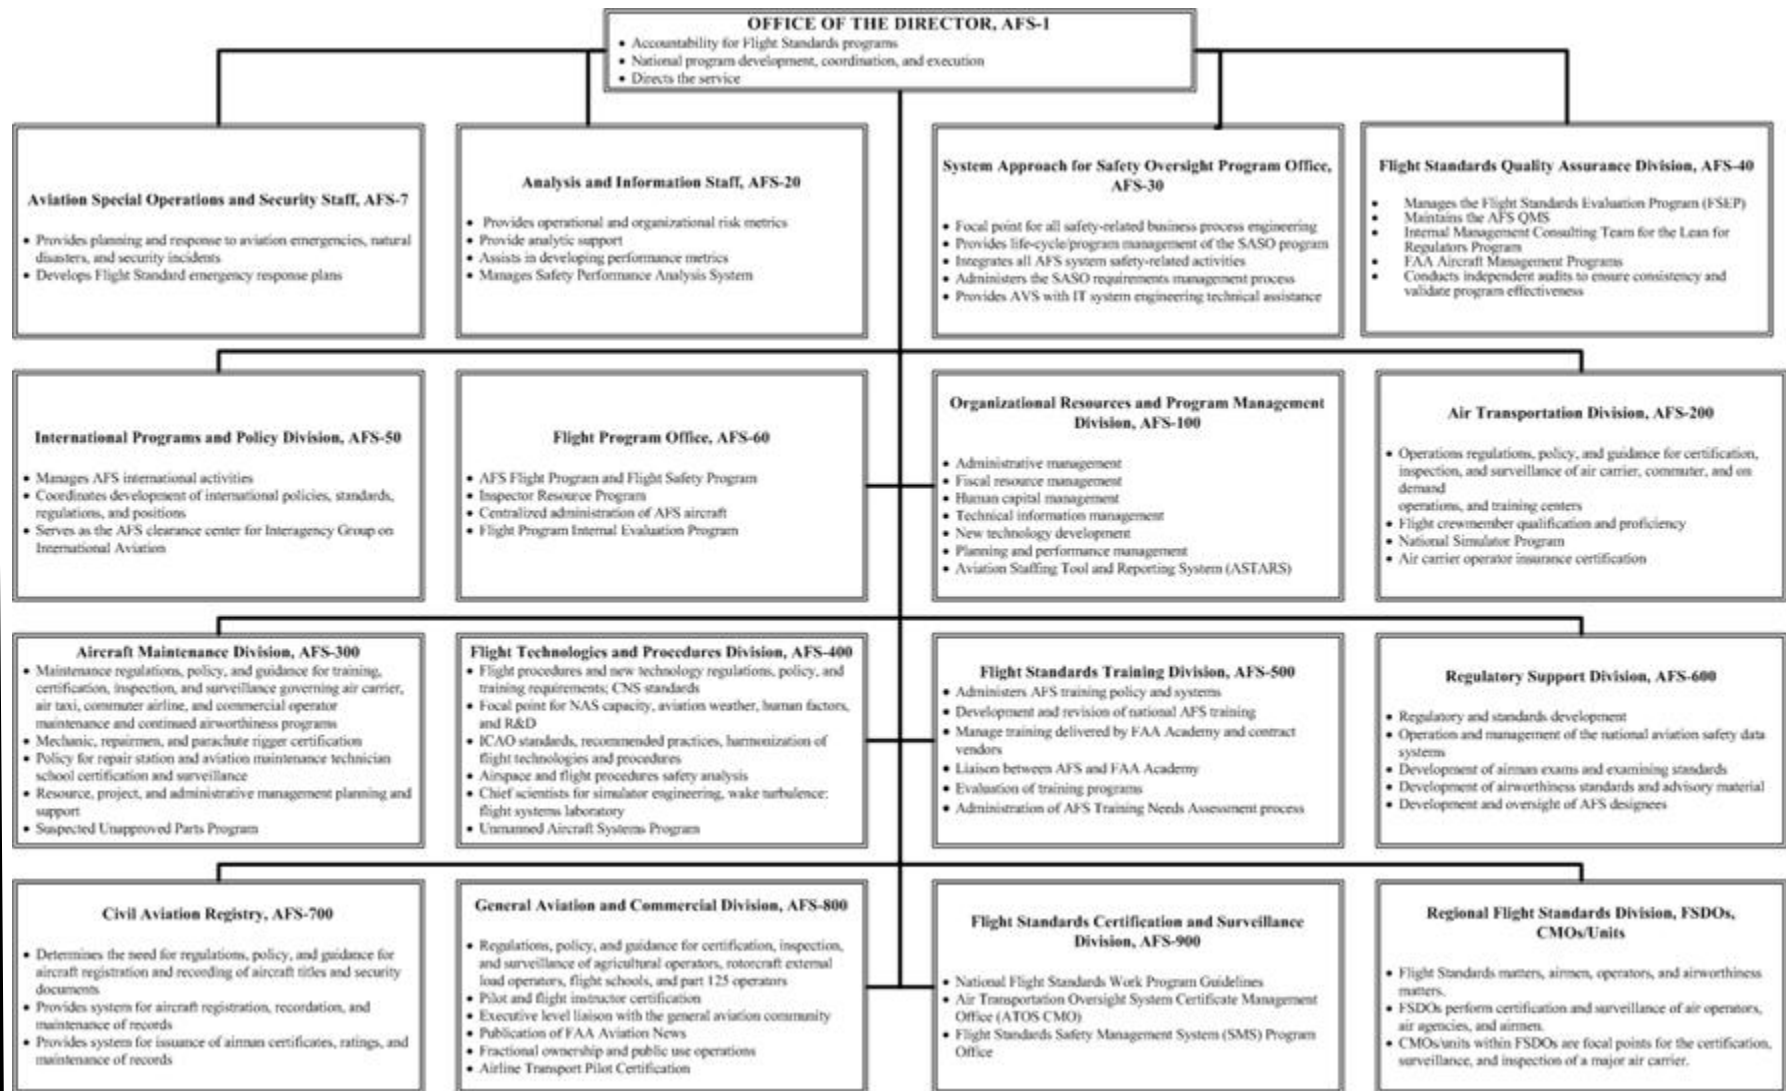 OFFICE OF THE DIRECTOR, AFS-1
• Accountability for Flight Standards programs
• National program development, coordination, and execution
• Directs the service
Aviation Special Operations and Security Staff, AFS-7
• Provides planning and response to aviation emergencies, natural
disasters, and security incidents
• Develops Flight Standard emergency response plans
Analysis and Information Staff, AFS-20
• Provides operational and organizational risk metrics
• Provide analytic support
• Assists in developing performance metrics
• Manages Safety Performance Analysis System
System Approach for Safety Oversight Program Office,
AFS-30
• Focal point for all safety-related business process engineering
• Provides life-cycle/program management of the SASO program
• Integrates all AFS system safety-related activities
• Administers the SASO requirements management process
• Provides AVS with IT system engineering technical assistance
Flight Standards Quality Assurance Division, AFS-40
• Manages the Flight Standards Evaluation Program (FSEP)
• Maintains the AFS QMS
• Internal Management Consulting Team for the Lean for
Regulators Program
• FAA Aircraft Management Programs
• Conducts independent audits to ensure consistency and
validate program effectiveness
International Programs and Policy Division, AFS-50
• Manages AFS international activities
• Coordinates development of international policies, standards,
regulations, and positions
• Serves as the AFS clearance center for Interagency Group on
International Aviation
Flight Program Office, AFS-60
• AFS Flight Program and Flight Safety Program
• Inspector Resource Program
• Centralized administration of AFS aircraft
• Flight Program Internal Evaluation Program
Organizational Resources and Program Management
Division, AFS-100
• Administrative management
• Fiscal resource management
• Human capital management
• Technical information management
• New technology development
• Planning and performance management
• Aviation Staffing Tool and Reporting System (ASTARS)
Air Transportation Division, AFS-200
• Operations regulations, policy, and guidance for certification,
inspection, and surveillance of air carrier, commuter, and on
demand
operations, and training centers
• Flight crewmember qualification and proficiency
• National Simulator Program
• Air carrier operator insurance certification
Aircraft Maintenance Division, AFS-300
• Maintenance regulations, policy, and guidance for training,
certification, inspection, and surveillance governing air carrier,
air taxi, commuter airline, and commercial operator
maintenance and continued airworthiness programs
• Mechanic, repairmen, and parachute rigger certification
• Policy for repair station and aviation maintenance technician
school certification and surveillance
• Resource, project, and administrative management planning and
support
• Suspected Unapproved Parts Program
Flight Technologies and Procedures Division, AFS-400
• Flight procedures and new technology regulations, policy, and
training requirements; CNS standards
• Focal point for NAS capacity, aviation weather, human factors,
and R&D
• ICAO standards, recommended practices, harmonization of
flight technologies and procedures
• Airspace and flight procedures safety analysis
• Chief scientists for simulator engineering, wake turbulence:
flight systems laboratory
• Unmanned Aircraft Systems Program
Flight Standards Training Division, AFS-500
• Administers AFS training policy and systems
• Development and revision of national AFS training
• Manage training delivered by FAA Academy and contract
vendors
• Liaison between AFS and FAA Academy
• Evaluation of training programs
• Administration of AFS Training Needs Assessment process
Regulatory Support Division, AFS-600
• Regulatory and standards development
• Operation and management of the national aviation safety data
systems
• Development of airman exams and examining standards
• Development of airworthiness standards and advisory material
• Development and oversight of AFS designees
Civil Aviation Registry, AFS-700
• Determines the need for regulations, policy, and guidance for
aircraft registration and recording of aircraft titles and security
documents
• Provides system for aircraft registration, recordation, and
maintenance of records
• Provides system for issuance of airman certificates, ratings, and
maintenance of records
General Aviation and Commercial Division, AFS-800
• Regulations, policy, and guidance for certification, inspection,
and surveillance of agricultural operators, rotorcraft external
load operators, flight schools, and part 125 operators
• Pilot and flight instructor certification
• Executive level liaison with the general aviation community
• Publication of FAA Aviation News
• Fractional ownership and public use operations
• Airline Transport Pilot Certification
Flight Standards Certification and Surveillance
Division, AFS-900
• National Flight Standards Work Program Guidelines
• Air Transportation Oversight System Certificate Management
Office (ATOS CMO)
• Flight Standards Safety Management System (SMS) Program
Office
Regional Flight Standards Division, FSDOs,
CMOs/Units
• Flight Standards matters, airmen, operators, and airworthiness
matters.
• FSDOs perform certification and surveillance of air operators,
air agencies, and airmen.
• CMOs/units within FSDOs are focal points for the certification,
surveillance, and inspection of a major air carrier.